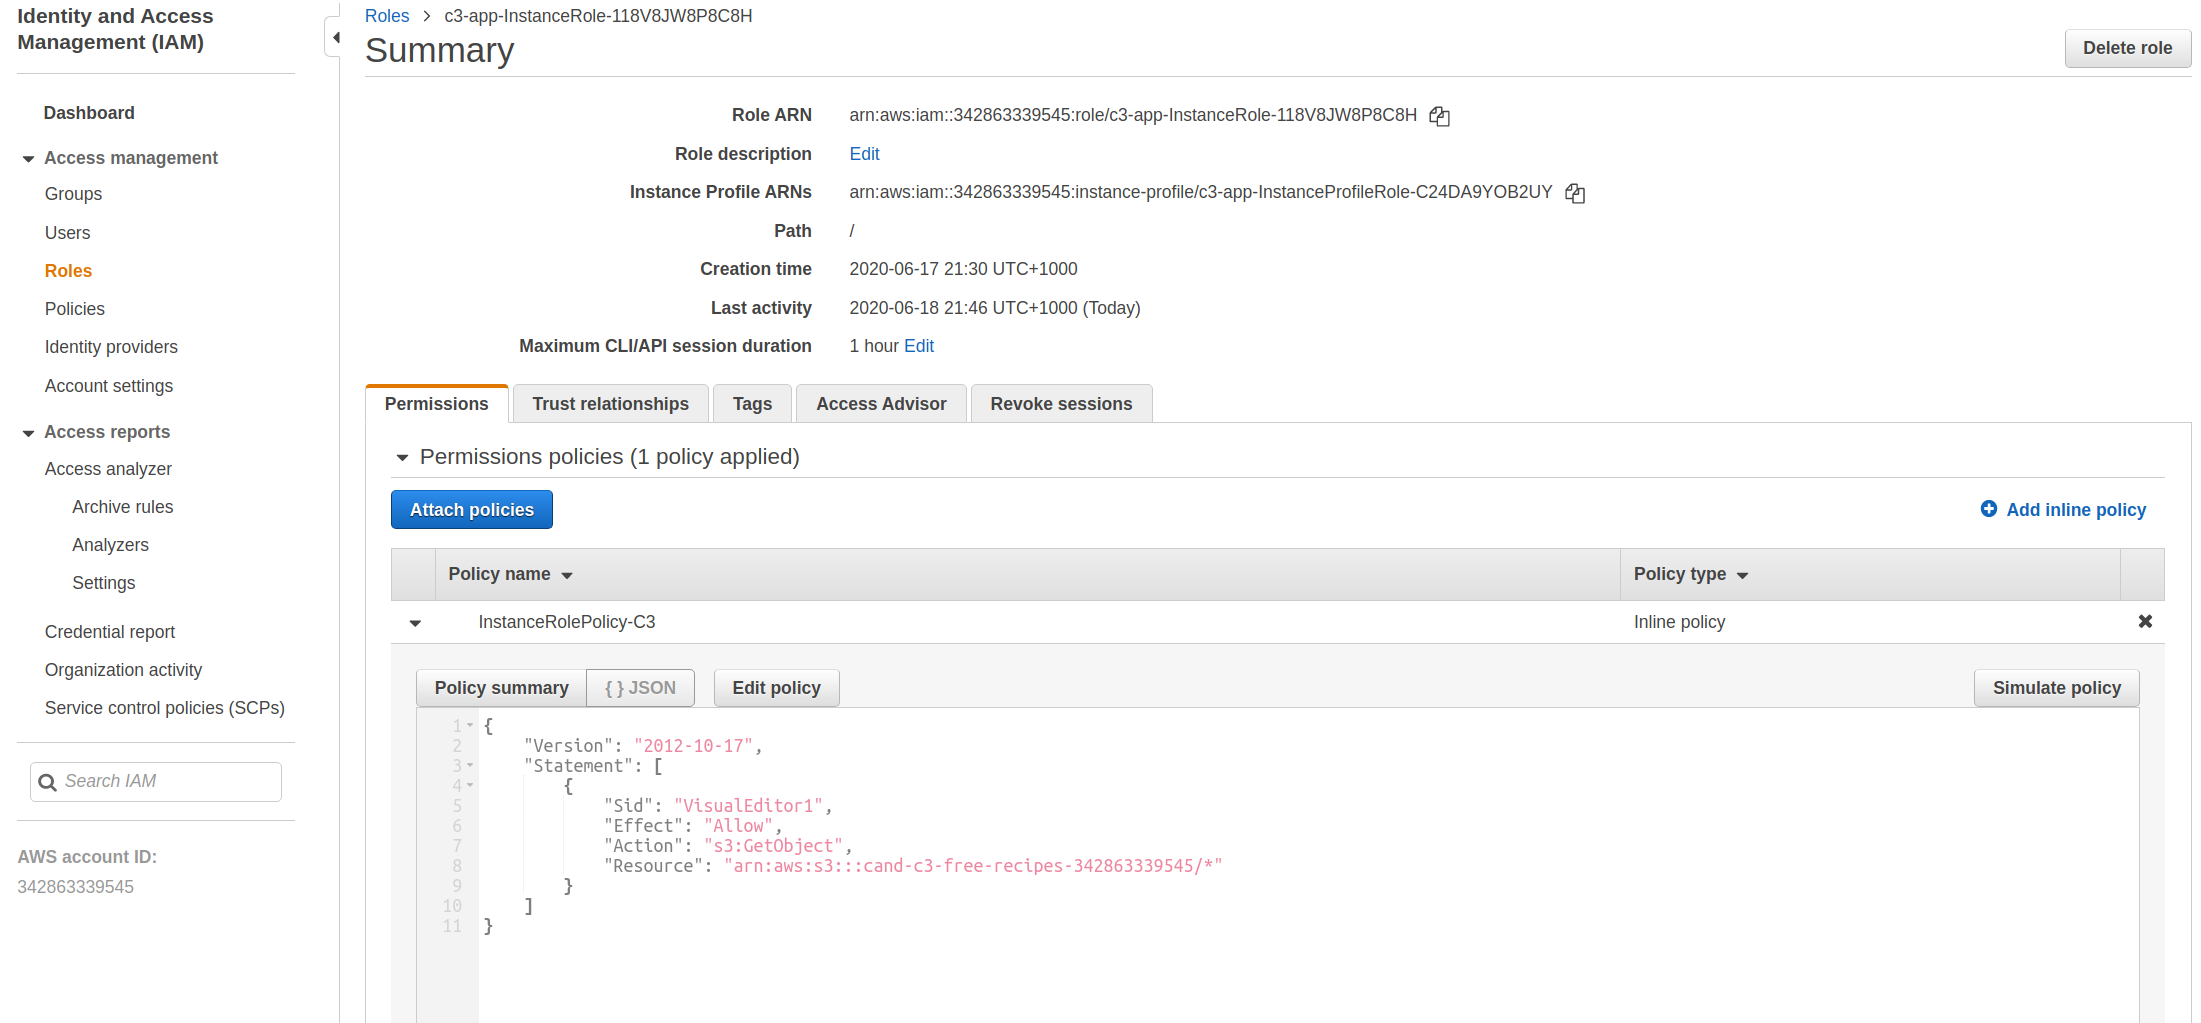 Identity and Access
Management (IAM)
Dashboard
Access management
Groups
Users
Roles
Policies
Identity providers
Account settings
Access reports
Access analyzer
Archive rules
Analyzers
Settings
Credential report
Organization activity
Service control policies (SCPs)
Search IAM
AWS account ID:
342863339545
Roles > c3-app-InstanceRole-118V8JW8P8C8H
Summary
Delete role
Role ARN arn:aws:iam::342863339545:role/c3-app-InstanceRole-118V8JW8P8C8H
Role description Edit
Instance Profile ARNs arn:aws:iam::342863339545:instance-profile/c3-app-InstanceProfileRole-C24DA9YOB2UY
Path /
Creation time 2020-06-17 21:30 UTC+1000
Last activity 2020-06-18 21:46 UTC+1000 (Today)
Maximum CLI/API session duration 1 hour Edit
Permissions Trust relationships Tags Access Advisor Revoke sessions
Permissions policies (1 policy applied)
Attach policies Add inline policy
Policy name Policy type
InstanceRolePolicy-C3 Inline policy
Policy summary { } JSON Edit policy Simulate policy
1 {
2 "Version": "2012-10-17",
3 "Statement": [
4 {
5 "Sid": "VisualEditor1",
6 "Effect": "Allow",
7 "Action": "s3:GetObject",
8 "Resource": "arn:aws:s3:::cand-c3-free-recipes-342863339545/*"
9 }
10 ]
11 }